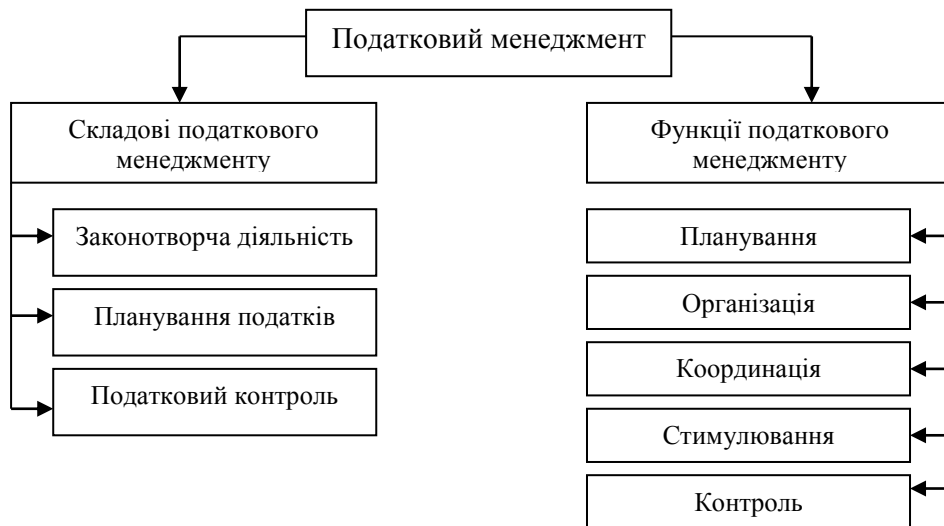 Податковий менеджмент
Складові податкового
менеджменту
Законотворча діяльність
Планування податків
Податковий контроль
Функції податкового
менеджменту
Планування
Організація
Координація
Стимулювання
Контроль